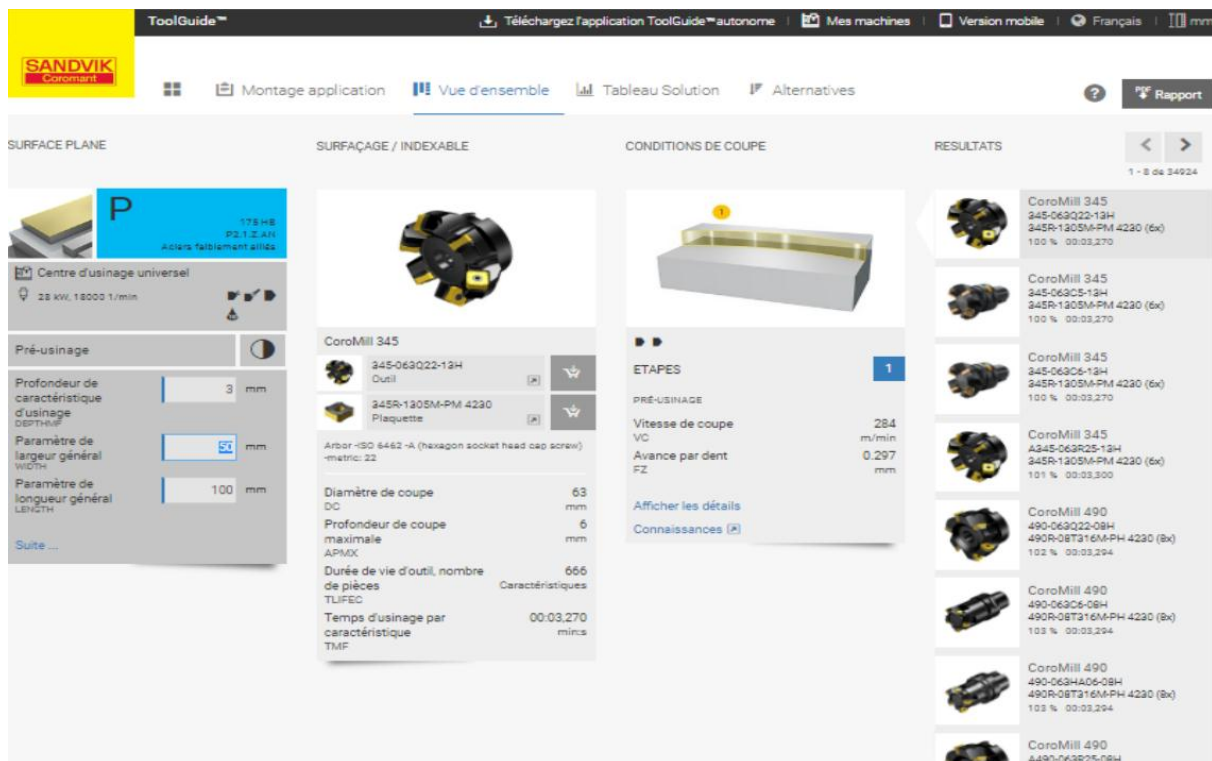 ToolGuide™
Téléchargez l'application ToolGuide™ autonome
Mes machines
Version mobile
Français
mm
SANDVIK
Coromant
Montage application
Vue d'ensemble
Tableau Solution
Alternatives
?
PDF
Rapport
SURFACE PLANE
P
175 HB
P2.1.Z.AN
Aciers faiblement alliés
Centre d'usinage universel
28 kW, 18000 1/min
Pré-usinage
Profondeur de
caractéristique
d'usinage
DEPTHMF
3 mm
Paramètre de
largeur général
WIDTH
mm
Paramètre de
longueur général
LENGTH
100 mm
Suite ...
SURFAÇAGE / INDEXABLE
CoroMill 345
345-063Q22-13H
Outil
345R-1305M-PM 4230
Plaquette
Arbor -ISO 6462 -A (hexagon socket head cap screw)
-metric: 22
Diamètre de coupe 63
DC mm
Profondeur de coupe 6
maximale mm
APMX
Durée de vie d'outil, nombre 666
de pièces Caractéristiques
TLIFEC
Temps d'usinage par 00:03,270
caractéristique min:s
TMF
CONDITIONS DE COUPE
1
ETAPES 1
PRÉ-USINAGE
Vitesse de coupe 284
VC m/min
Avance par dent 0.297
FZ mm
Afficher les détails
Connaissances
RESULTATS
1 - 8 de 34924
CoroMill 345
345-063Q22-13H
345R-1305M-PM 4230 (6x)
100 % 00:03,270
CoroMill 345
345-063C5-13H
345R-1305M-PM 4230 (6x)
100 % 00:03,270
CoroMill 345
345-063C6-13H
345R-1305M-PM 4230 (6x)
100 % 00:03,270
CoroMill 345
A345-063R25-13H
345R-1305M-PM 4230 (6x)
101 % 00:03,300
CoroMill 490
490-063Q22-08H
490R-08T316M-PH 4230 (8x)
102 % 00:03,294
CoroMill 490
490-063C6-08H
490R-08T316M-PH 4230 (8x)
103 % 00:03,294
CoroMill 490
490-063HA06-08H
490R-08T316M-PH 4230 (8x)
103 % 00:03,294
CoroMill 490
A490-063R25-08H